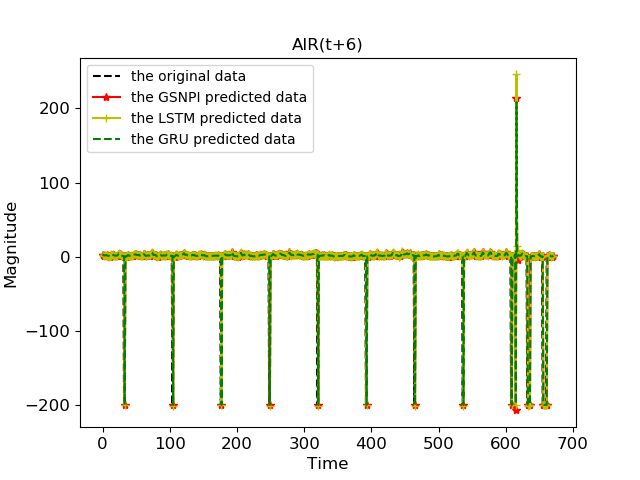 AIR(t+6)
the original data
the GSNPI predicted data
the LSTM predicted data
the GRU predicted data
Magnitude
200
100
0
−100
−200
0 100 200 300 400 500 600 700
Time